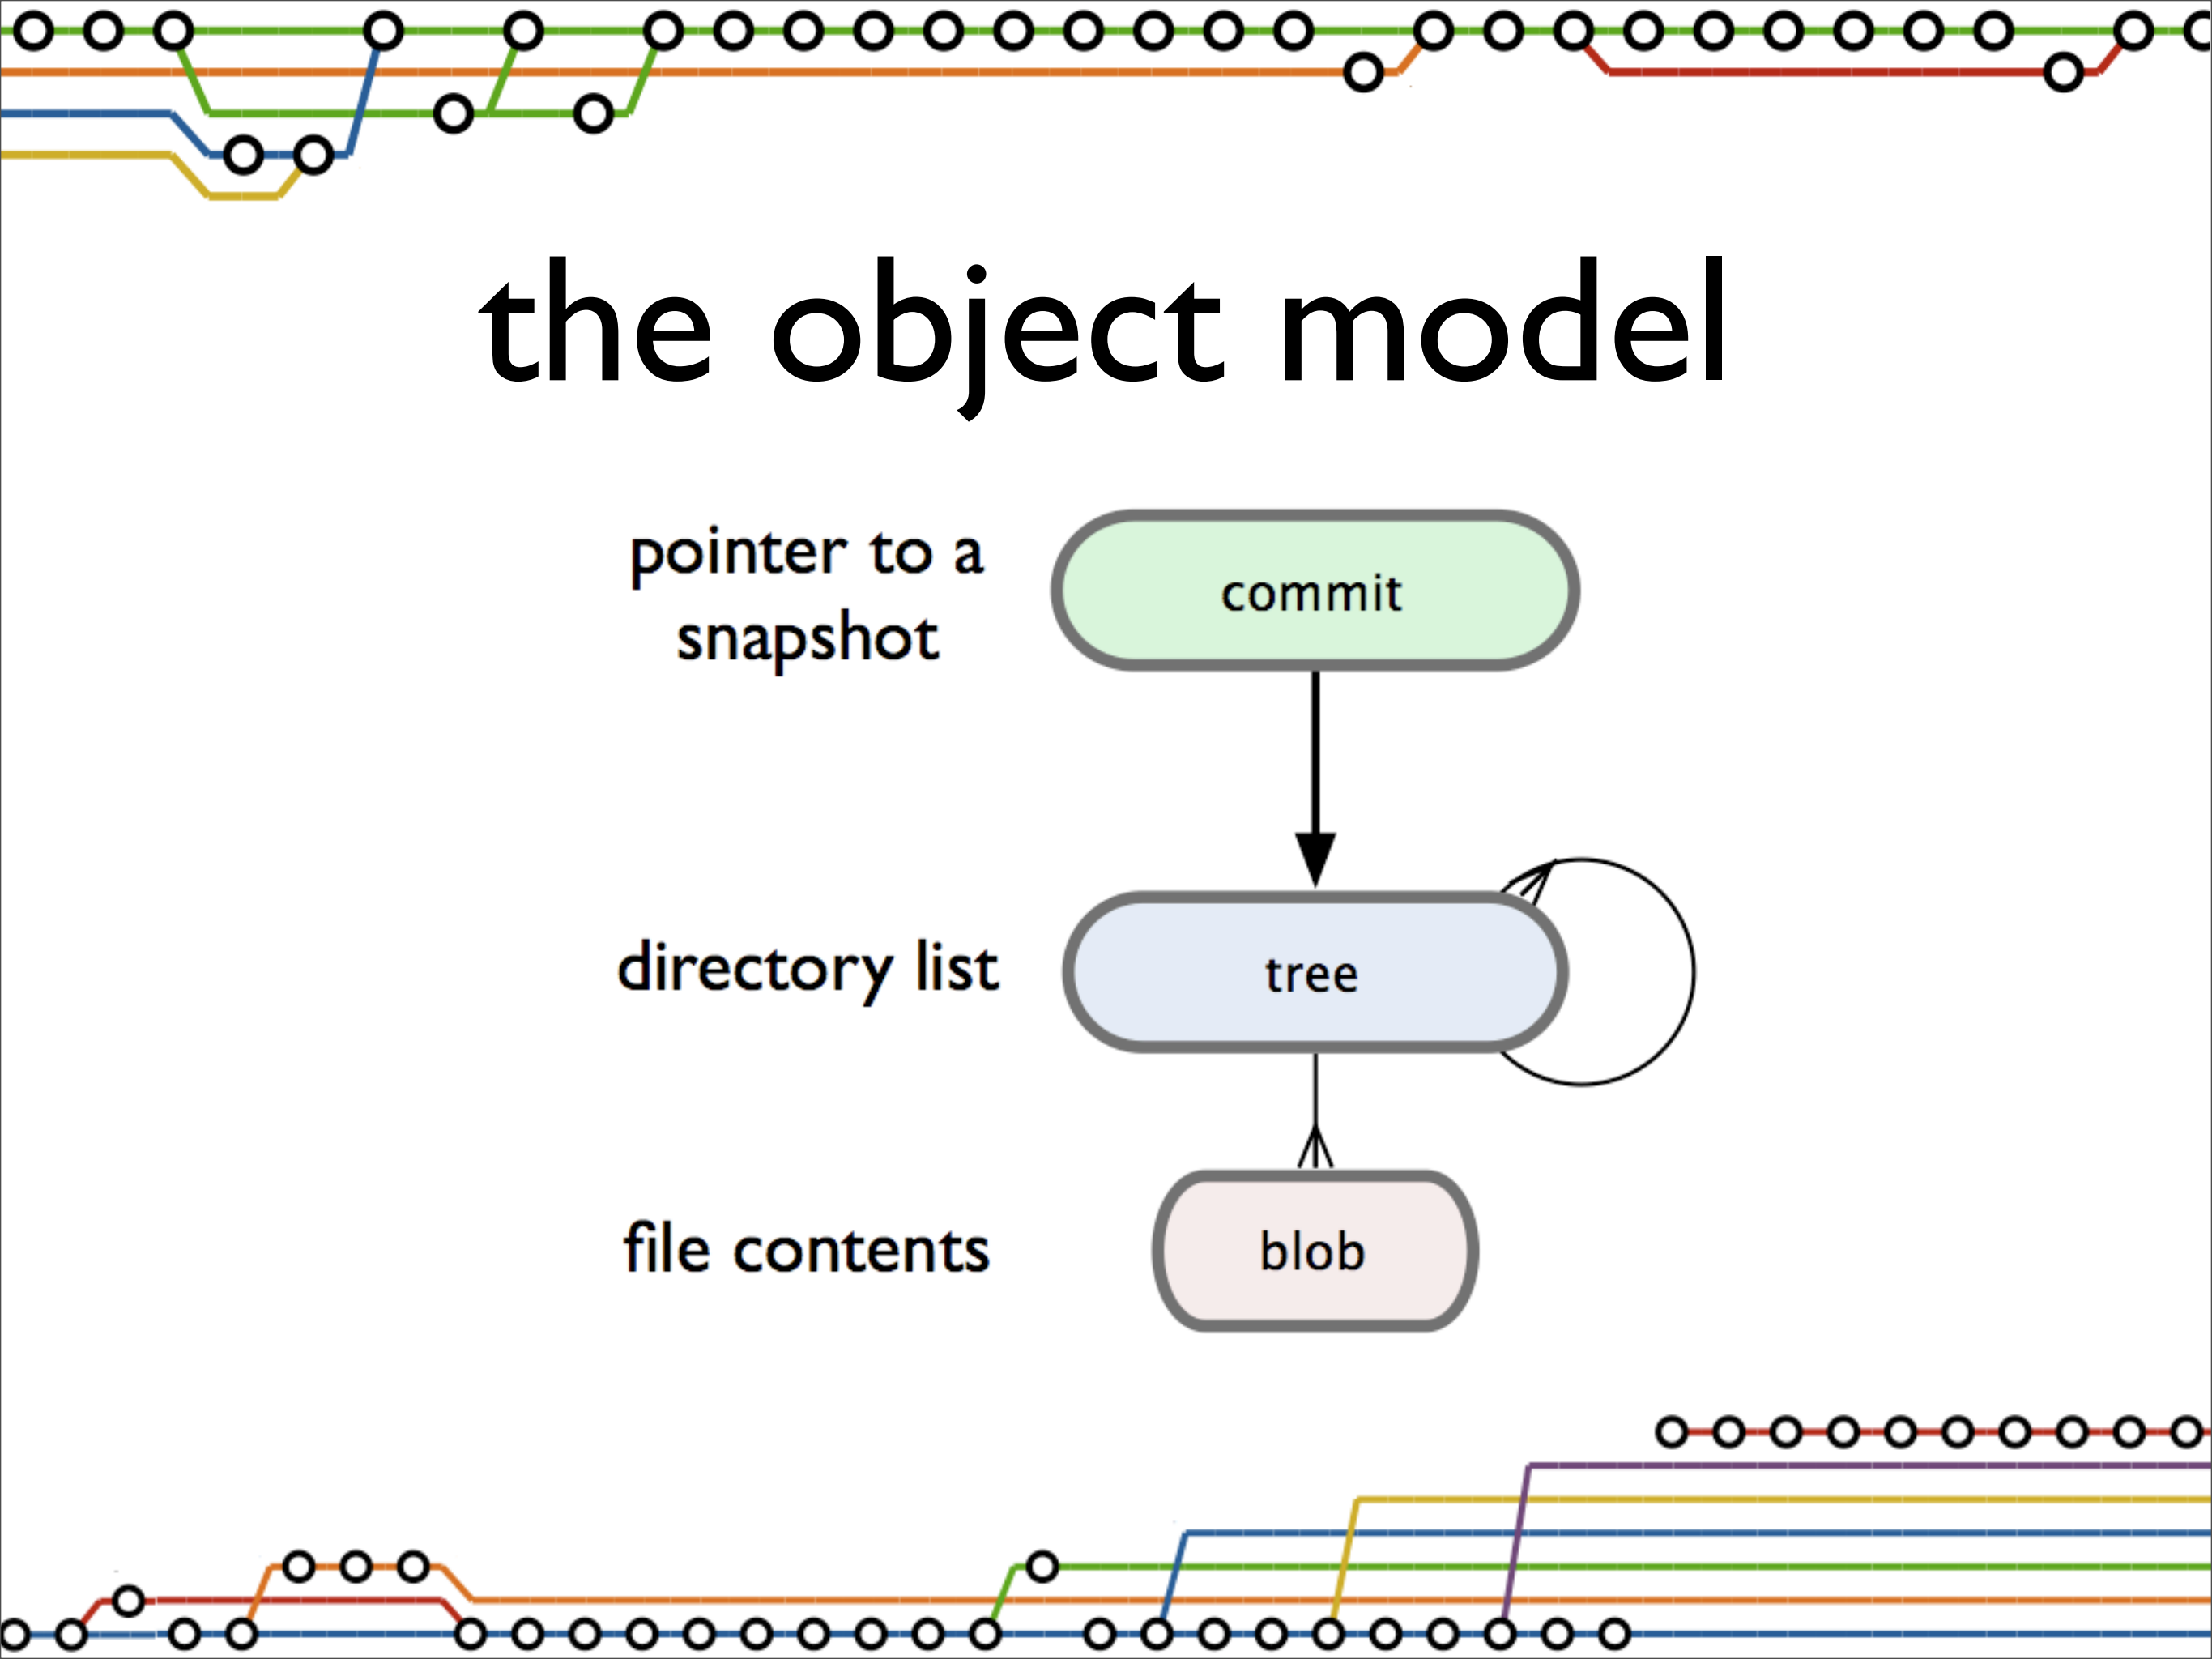 the object model
pointer to a
snapshot
commit
directory list
tree
file contents
blob